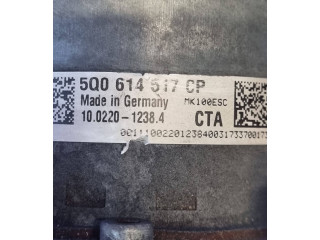 5Q0 614 517 CP
Made in Germany MK100ESC
10.0220-1238.4 CTA